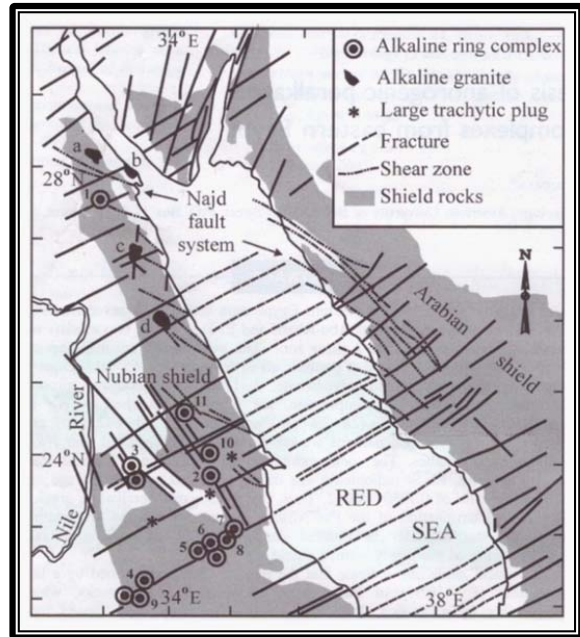 34°E
Alkaline ring complex
Alkaline granite
Large trachytic plug
Fracture
Shear zone
Shield rocks
a
b
28°N
1
Najd
fault
system
c
N
Arabian
shield
d
Nubian shield
River
11
3
10
24°N
2
RED
SEA
Nile
7
6
5
8
4
9
34°E
38°E